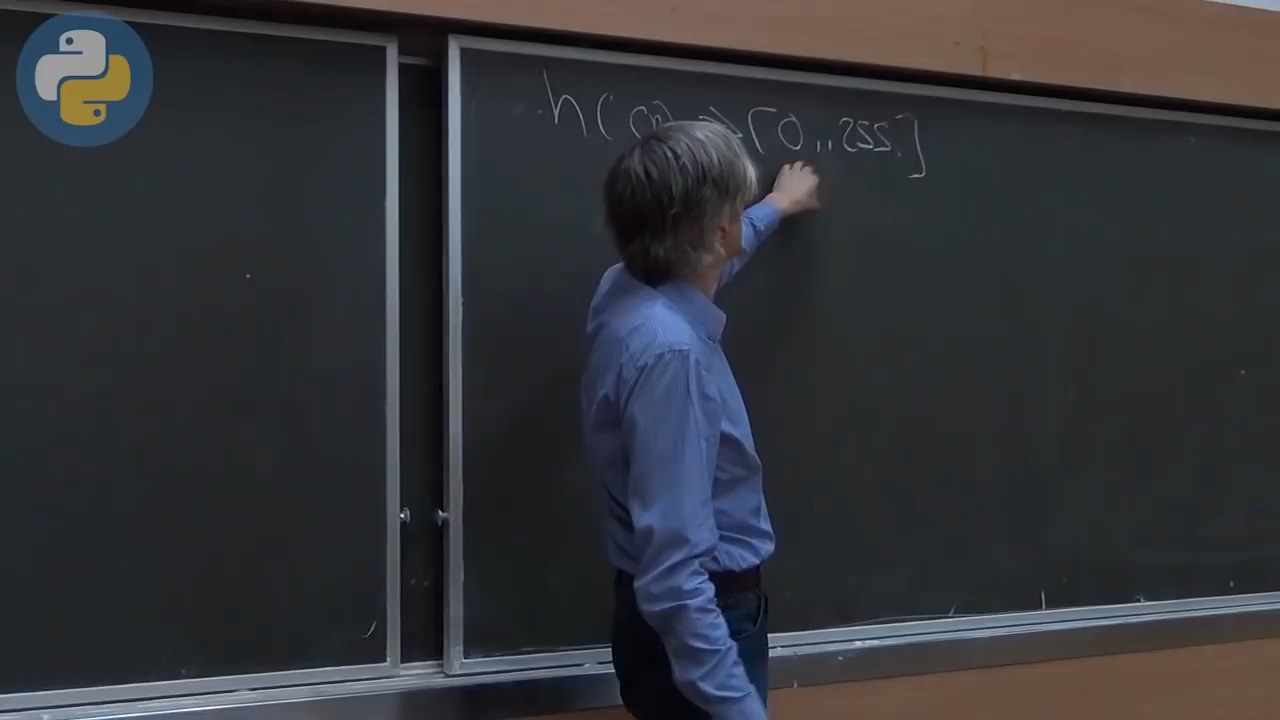 h( → [0..255]